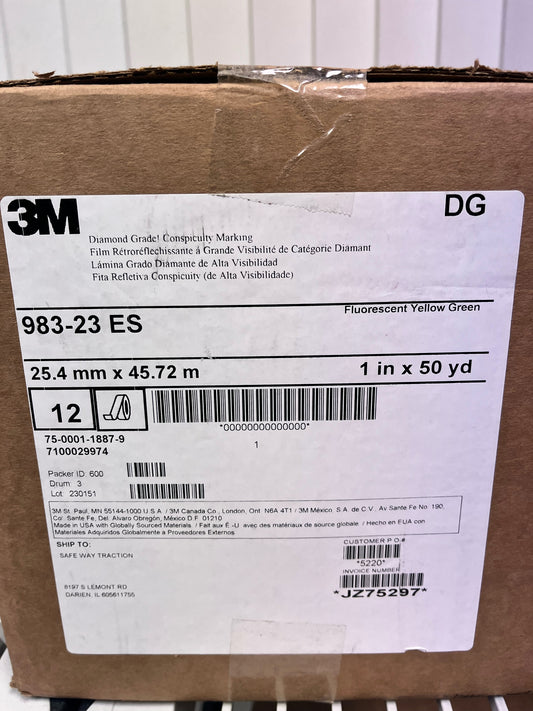 3M
DG
Diamond Grade! Conspicuity Marking
Film Rétroréflechissante à Grande Visibilité de Catégorie Diamant
Lámina Grado Diamante de Alta Visibilidad
Fita Refletiva Conspicuity (de Alta Visibilidade)
Fluorescent Yellow Green
983-23 ES
25.4 mm x 45.72 m 1 in x 50 yd
12
*00000000000000*
75-0001-1887-9
1
7100029974
Packer ID: 600
Drum: 3
Lot: 230151
3M St. Paul, MN 55144-1000 U.S.A. / 3M Canada Co., London, Ont. N6A 4T1 / 3M México S.A. de C.V., Av Santa Fe No. 190,
Col. Santa Fe, Del. Álvaro Obregón, México D.F. 01210
Made in USA with Globally Sourced Materials. / Fait aux É.-U. avec des matériaux de source globale. / Hecho en EUA con
Materiales Adquiridos Globalmente a Proveedores Externos.
SHIP TO:
CUSTOMER P.O.#
SAFE WAY TRACTION
*5220*
INVOICE NUMBER
8197 S LEMONT RD
DARIEN, IL 605611755
*JZ75297*